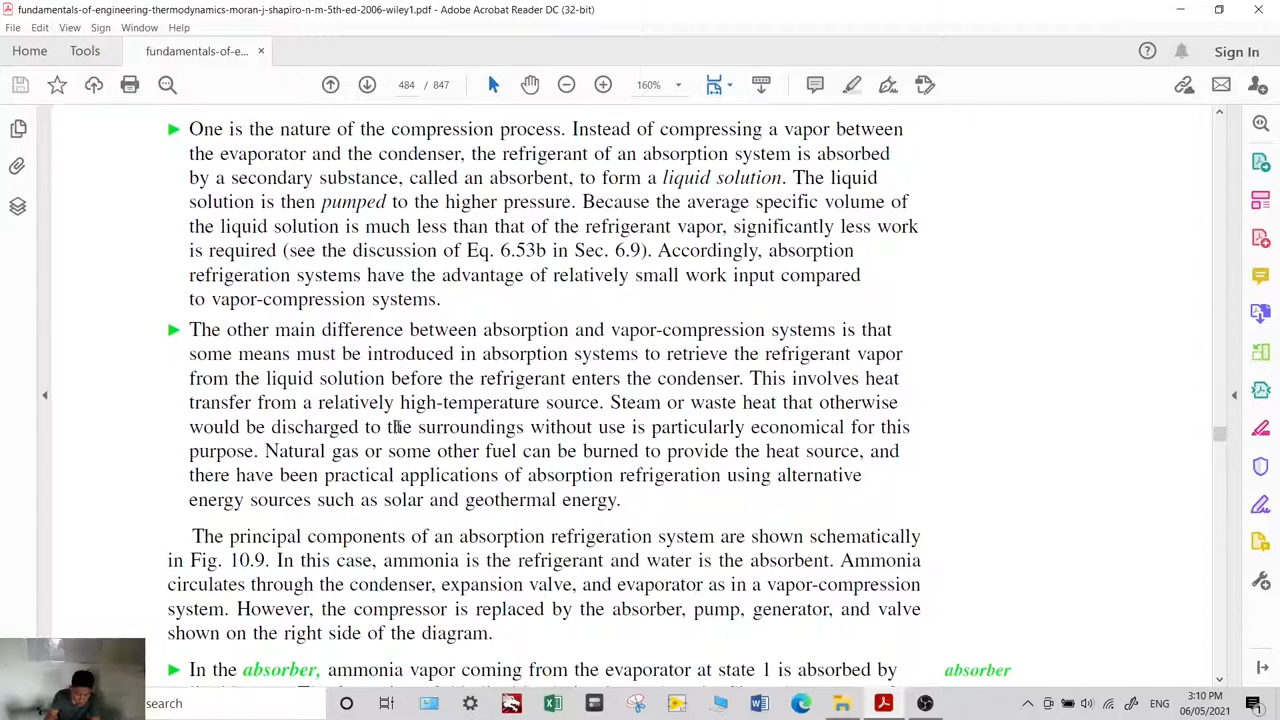 fundamentals-of-engineering-thermodynamics-moran-j-shapiro-n-m-5th-ed-2006-wiley1.pdf - Adobe Acrobat Reader DC (32-bit)
File Edit View Sign Window Help
Home Tools fundamentals-of-e... Sign In
484 / 847 160%
One is the nature of the compression process. Instead of compressing a vapor between
the evaporator and the condenser, the refrigerant of an absorption system is absorbed
by a secondary substance, called an absorbent, to form a liquid solution. The liquid
solution is then pumped to the higher pressure. Because the average specific volume of
the liquid solution is much less than that of the refrigerant vapor, significantly less work
is required (see the discussion of Eq. 6.53b in Sec. 6.9). Accordingly, absorption
refrigeration systems have the advantage of relatively small work input compared
to vapor-compression systems.
The other main difference between absorption and vapor-compression systems is that
some means must be introduced in absorption systems to retrieve the refrigerant vapor
from the liquid solution before the refrigerant enters the condenser. This involves heat
transfer from a relatively high-temperature source. Steam or waste heat that otherwise
would be discharged to the surroundings without use is particularly economical for this
purpose. Natural gas or some other fuel can be burned to provide the heat source, and
there have been practical applications of absorption refrigeration using alternative
energy sources such as solar and geothermal energy.
The principal components of an absorption refrigeration system are shown schematically
in Fig. 10.9. In this case, ammonia is the refrigerant and water is the absorbent. Ammonia
circulates through the condenser, expansion valve, and evaporator as in a vapor-compression
system. However, the compressor is replaced by the absorber, pump, generator, and valve
shown on the right side of the diagram.
In the absorber, ammonia vapor coming from the evaporator at state 1 is absorbed by
absorber
search
ENG
3:10 PM
06/05/2021